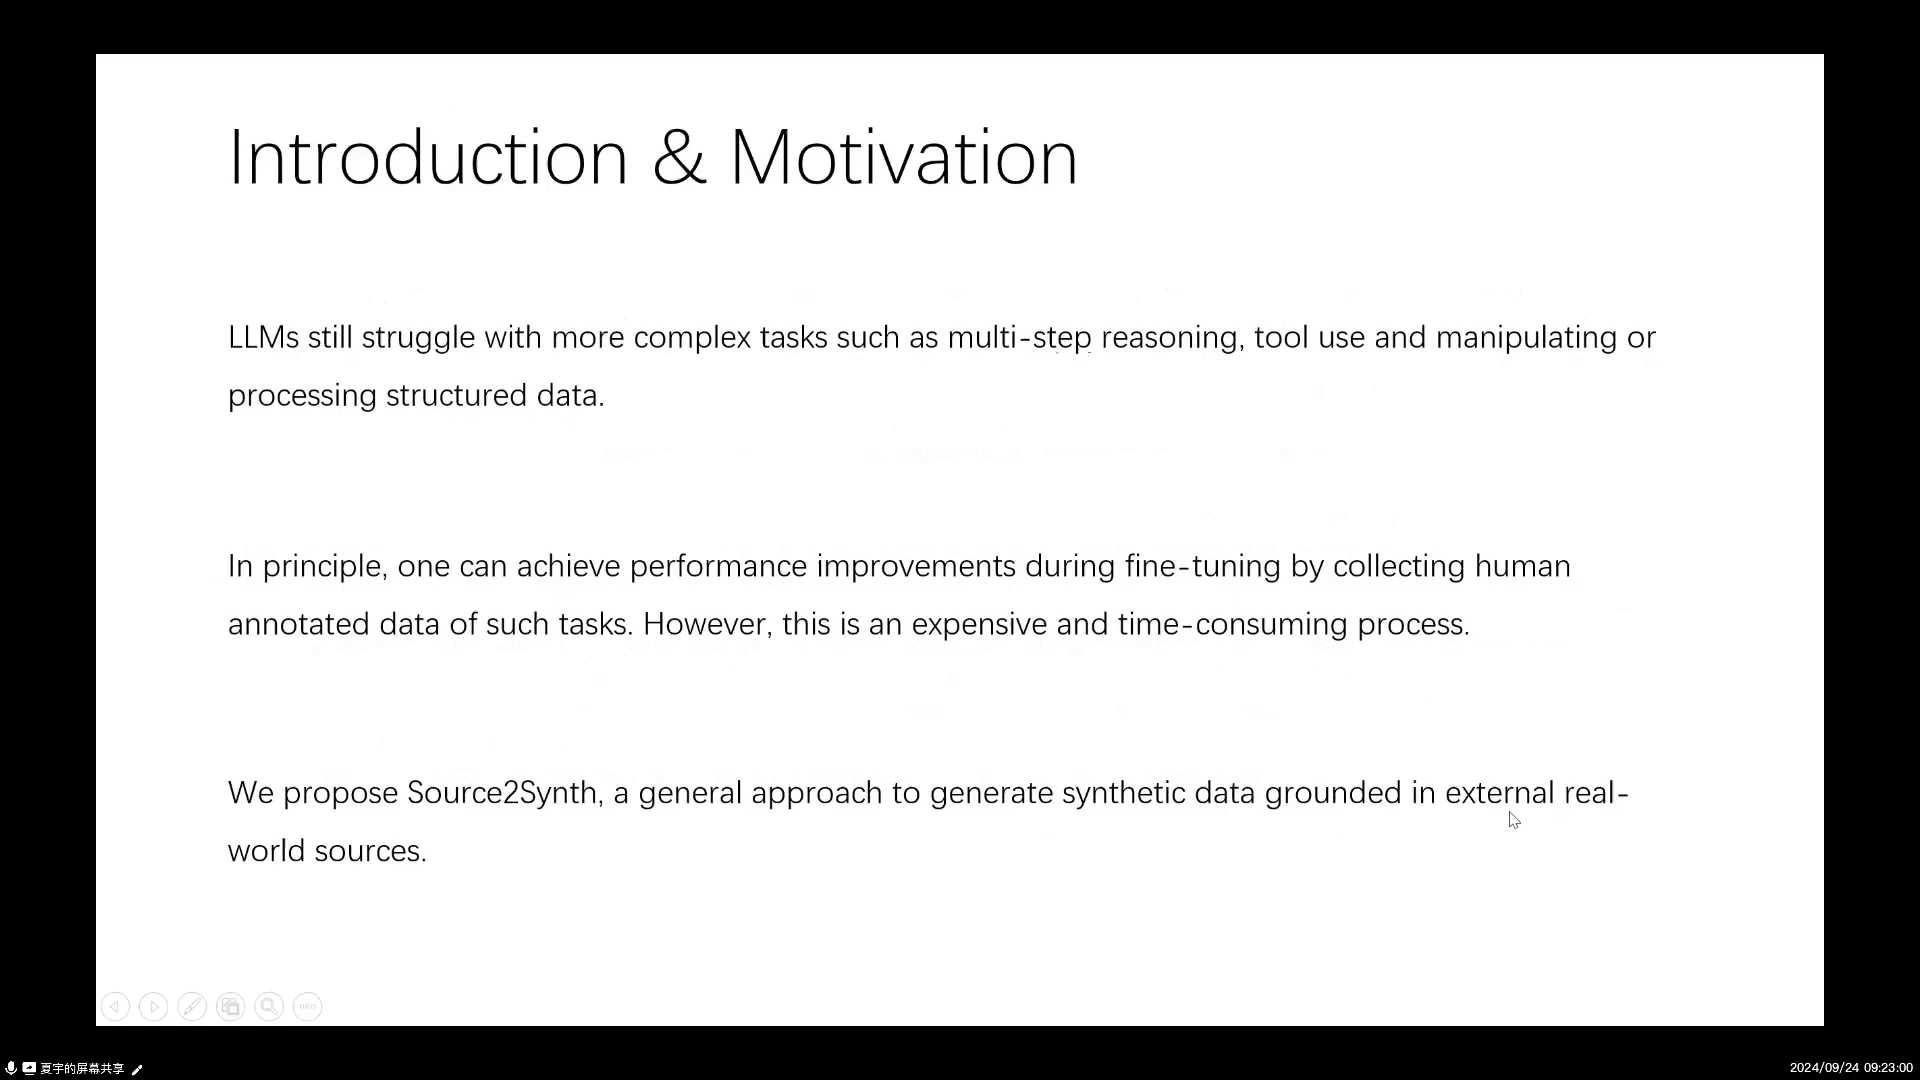 Introduction & Motivation
LLMs still struggle with more complex tasks such as multi-step reasoning, tool use and manipulating or
processing structured data.
In principle, one can achieve performance improvements during fine-tuning by collecting human
annotated data of such tasks. However, this is an expensive and time-consuming process.
We propose Source2Synth, a general approach to generate synthetic data grounded in external real-
world sources.
夏宇的屏幕共享
2024/09/24 09:23:00